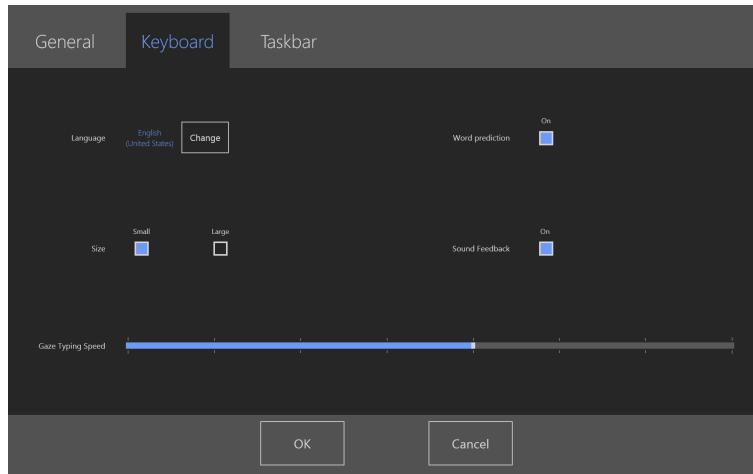 General Keyboard Taskbar
On
Language English (United States) Change Word prediction
Small Large On
Size Sound Feedback
Gaze Typing Speed
OK Cancel